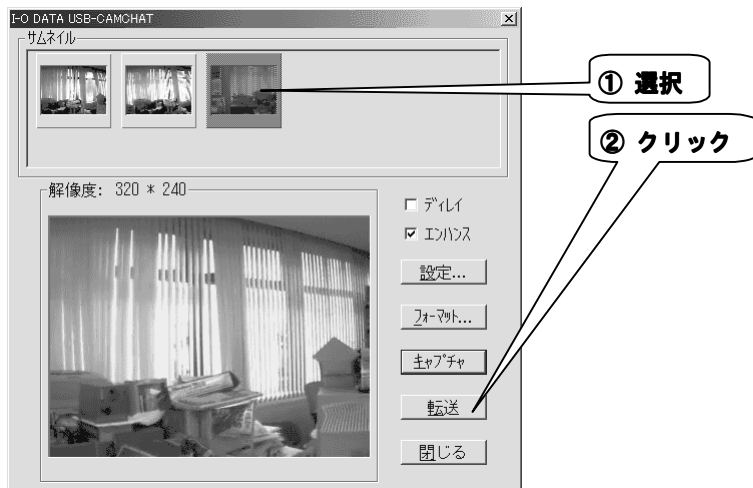 I-O DATA USB-CAMCHAT
サムネイル
① 選択
② クリック
解像度: 320 * 240
ディレイ
エンハンス
設定...
フォーマット...
キャプチャ
転送
閉じる